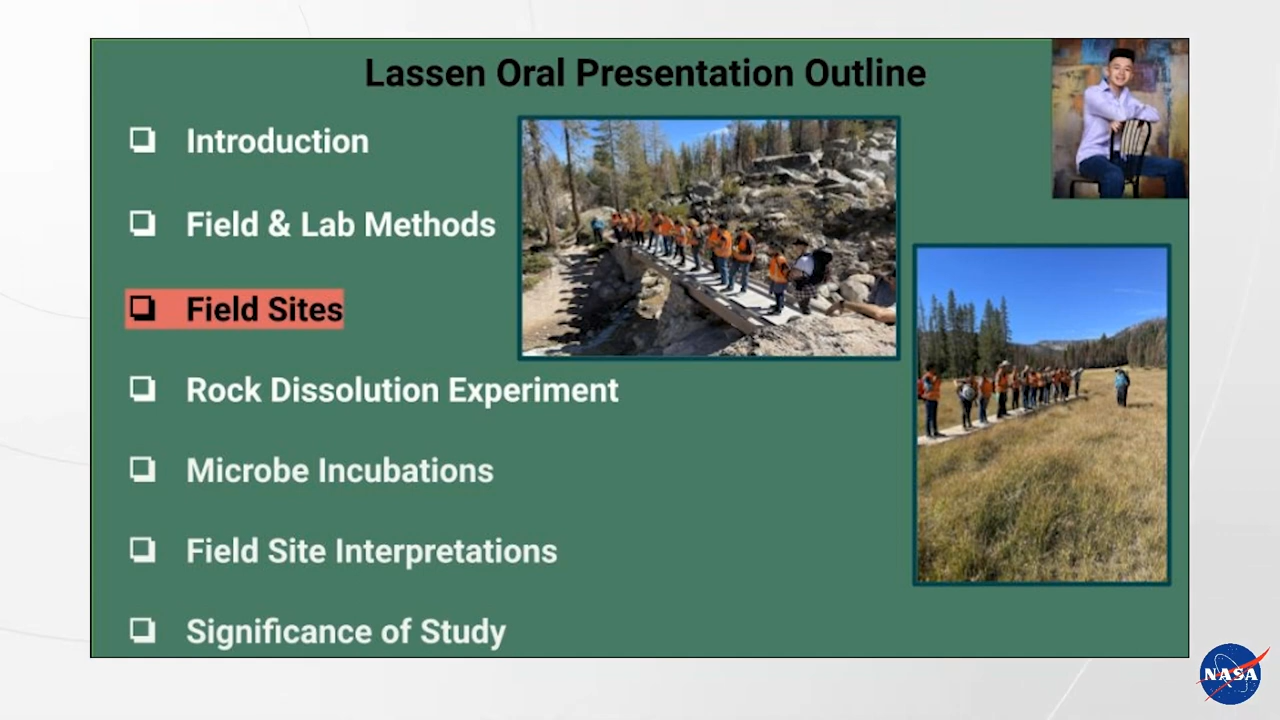 Lassen Oral Presentation Outline
Introduction
Field & Lab Methods
Field Sites
Rock Dissolution Experiment
Microbe Incubations
Field Site Interpretations
Significance of Study
NASA